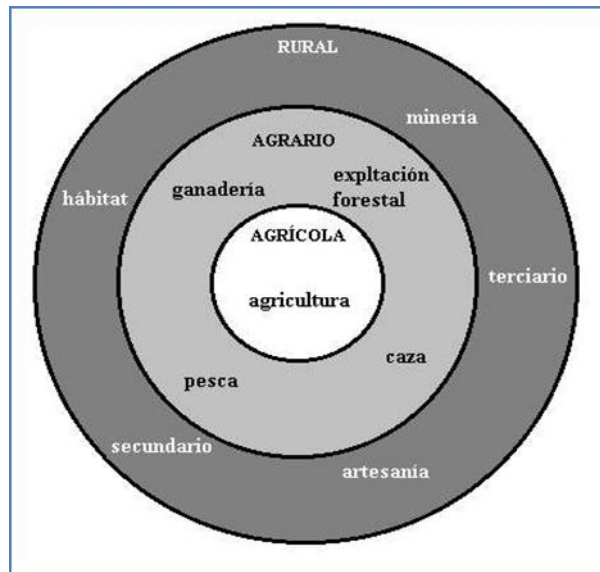 RURAL
minería
AGRARIO
expltación
forestal
ganadería
hábitat
AGRÍCOLA
terciario
agricultura
caza
pesca
secundario
artesanía